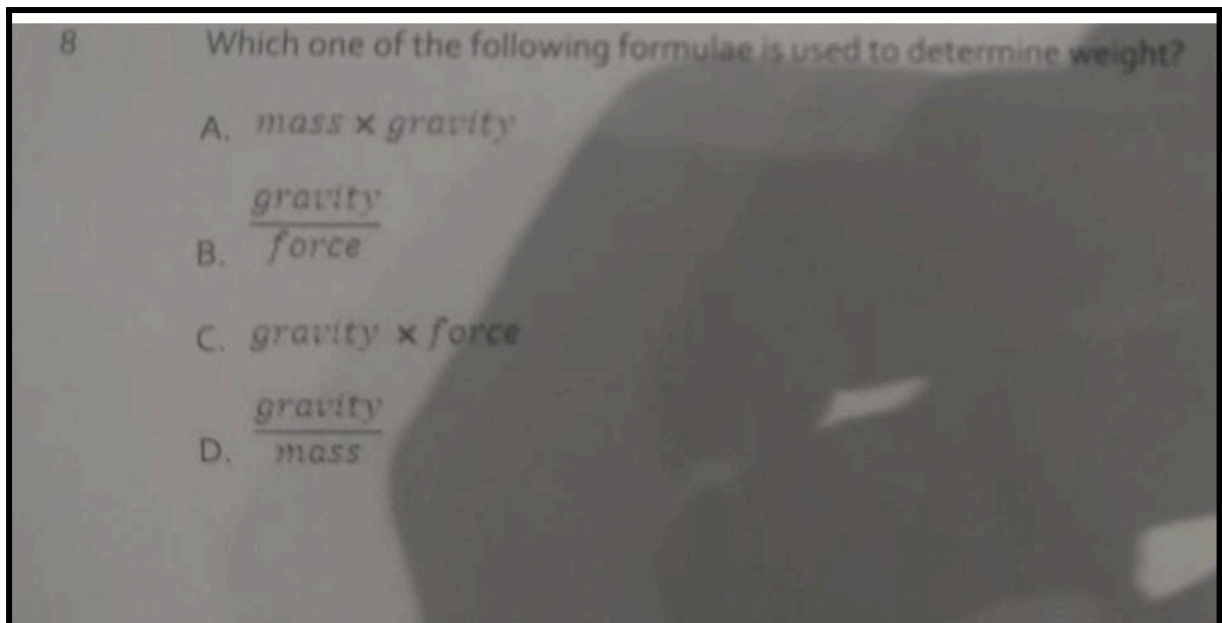 8 Which one of the following formulae is used to determine weight?
A. mass × gravity
gravity
B. force
C. gravity × force
gravity
D. mass